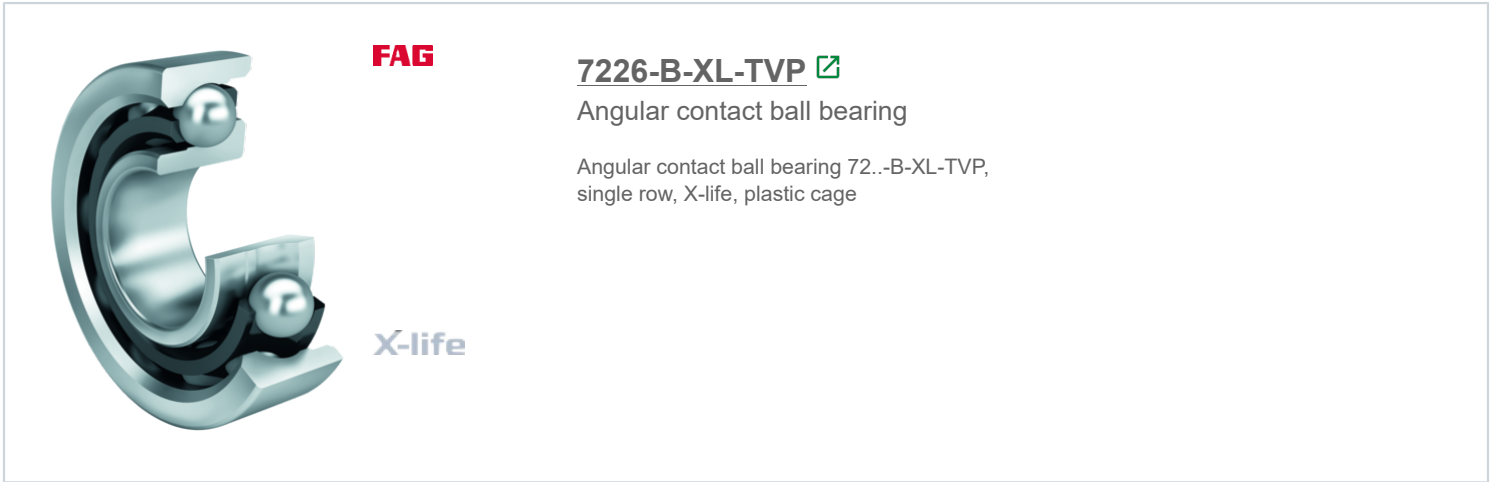 FAG
7226-B-XL-TVP
Angular contact ball bearing
Angular contact ball bearing 72..-B-XL-TVP,
single row, X-life, plastic cage
X-life